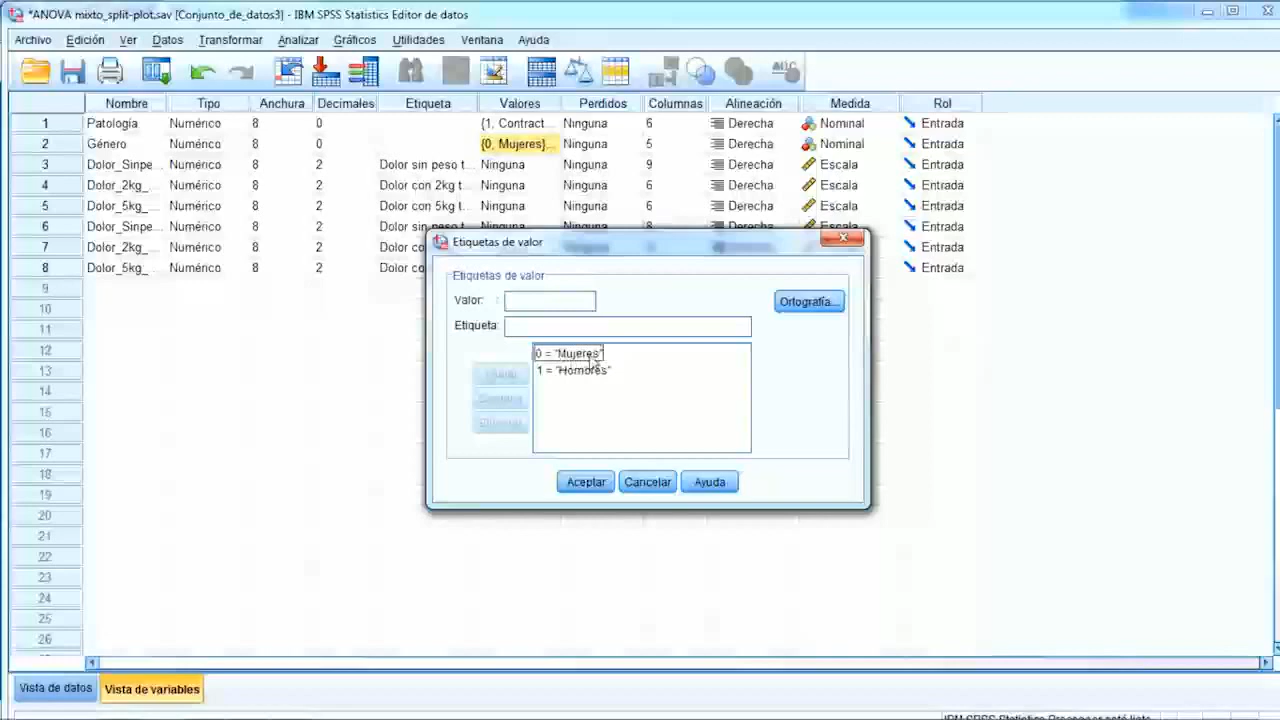 *ANOVA mixto_split-plot.sav [Conjunto_de_datos3] - IBM SPSS Statistics Editor de datos
Archivo Edición Ver Datos Transformar Analizar Gráficos Utilidades Ventana Ayuda
Nombre Tipo Anchura Decimales Etiqueta Valores Perdidos Columnas Alineación Medida Rol
1 Patología Numérico 8 0 {1, Contract... Ninguna 6 Derecha Nominal Entrada
2 Género Numérico 8 0 {0, Mujeres}... Ninguna 5 Derecha Nominal Entrada
3 Dolor_Sinpe... Numérico 8 2 Dolor sin peso t... Ninguna Ninguna 9 Derecha Escala Entrada
4 Dolor_2kg_... Numérico 8 2 Dolor con 2kg t... Ninguna Ninguna 6 Derecha Escala Entrada
5 Dolor_5kg_... Numérico 8 2 Dolor con 5kg t... Ninguna Ninguna 6 Derecha Escala Entrada
6 Dolor_Sinpe... Numérico 8 2 Dolor sin peso t... Ninguna Ninguna 8 Derecha Escala Entrada
7 Dolor_2kg_... Numérico 8 2 Dolor co Entrada
8 Dolor_5kg_... Numérico 8 2 Dolor co Entrada
9
10
11
12
13
14
15
16
17
18
19
20
21
22
23
24
25
26
Etiquetas de valor
Etiquetas de valor
Valor:
Ortografía...
Etiqueta:
0 = "Mujeres"
1 = "Hombres"
Aceptar Cancelar Ayuda
Vista de datos Vista de variables